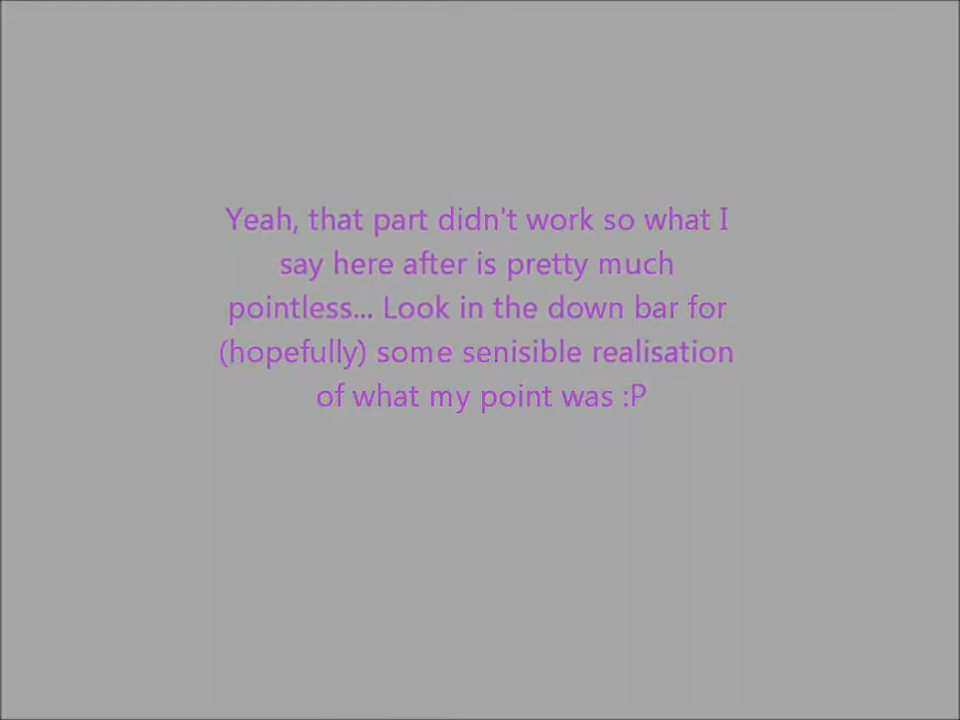 Yeah, that part didn't work so what I
say here after is pretty much
pointless... Look in the down bar for
(hopefully) some senisible realisation
of what my point was :P